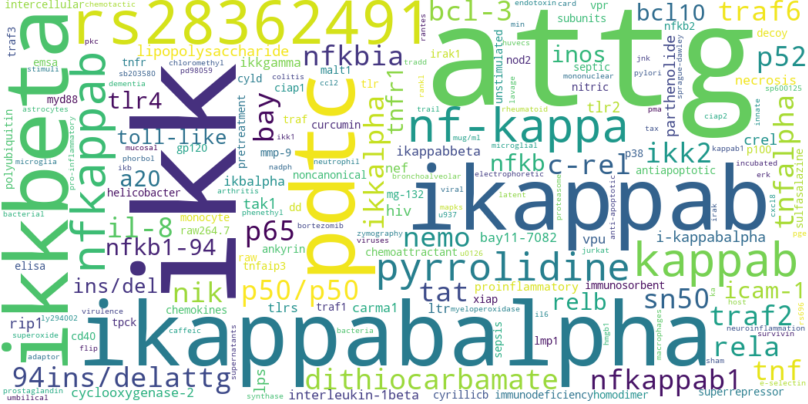 intercellular
chemotactic
rs28362491
rantes
endotoxin
card
vpr
bcl-3
subunits
min
bcl10
traf6
nfkb2
decoy
traf3
emsa
pkc
tnfr
chloromethyl
lipopolysaccharide
nfkbia
irak1
huvecs
unstimulated
attg
inos
septic
jnk
pylori
p52
necrosis
stimuli
sb203580
pd98059
ikkgamma
tradd
nod2
mononuclear
sprague-dawley
sp600125
ikkbeta
myd88
dementia
cyld
colitis
malt1
tlr
tnfr1
rankl
lavage
nitric
parthenolide
innate
astrocytes
nfkappab
tlr4
ikkk
bay
ciap1
ccl2
pdtc
trail
rheumatoid
tlr2
pma
ciap2
tnfalpha
polyubiquitin
pro-inflammatory
toll-like
pretreatment
ikk1
traf
curcumin
ikkalpha
nf.kappa
tax
kappab1
crel
p100
microglia
mucosal
gp120
mmp-9
neutrophil
mug/ml
microglial
ikappabbeta
nfkb
c-rel
p38
ikk2
incubated
phorbol
nadph
noncanonical
bronchoalveolar
electrophoretic
antiapoptotic
erk
sulfasalazine
ikb
a20
ikbalpha
nef
viral
latent
ikappab
helicobacter
arthritis
mg-132
mapks
proteasome
anti-apoptotic
irak
cxcl8
bacterial
il-8
monocyte
tak1
phenethyl
dd
hiv
u937
raw264.7
bortezomib
zymography
nemo
bay11-7082
vpu
i-kappabalpha
nfkb1-94
p65
ankyrin
viruses
chemoattractant
u0126
jurkat
kappab
pgn
elisa
raw
tnfaip3
pyrrolidine
ins/del
nik
p50/p50
tat
proinflammatory
immunosorbent
icam-1
ly294002
virulence
chemokines
xiap
relb
sn50
host
rip1
tpck
tlrs
traf1
carma1
ltr
myeloperoxidase
traf2
superoxide
cd40
caffeic
ikappabalpha
bacteria
sepsis
il6
hmgb1
macrophages
neuroinflammation
adaptor
flip
supernatants
lmp1
sham
survivin
rela
94ins/delattg
lps
dithiocarbamate
nfkappab1
tnf
e-selectin
prostaglandin
umbilical
cyclooxygenase-2
synthase
interleukin-1beta
cyrillicb
immunodeficiencyhomodimer
superrepressor